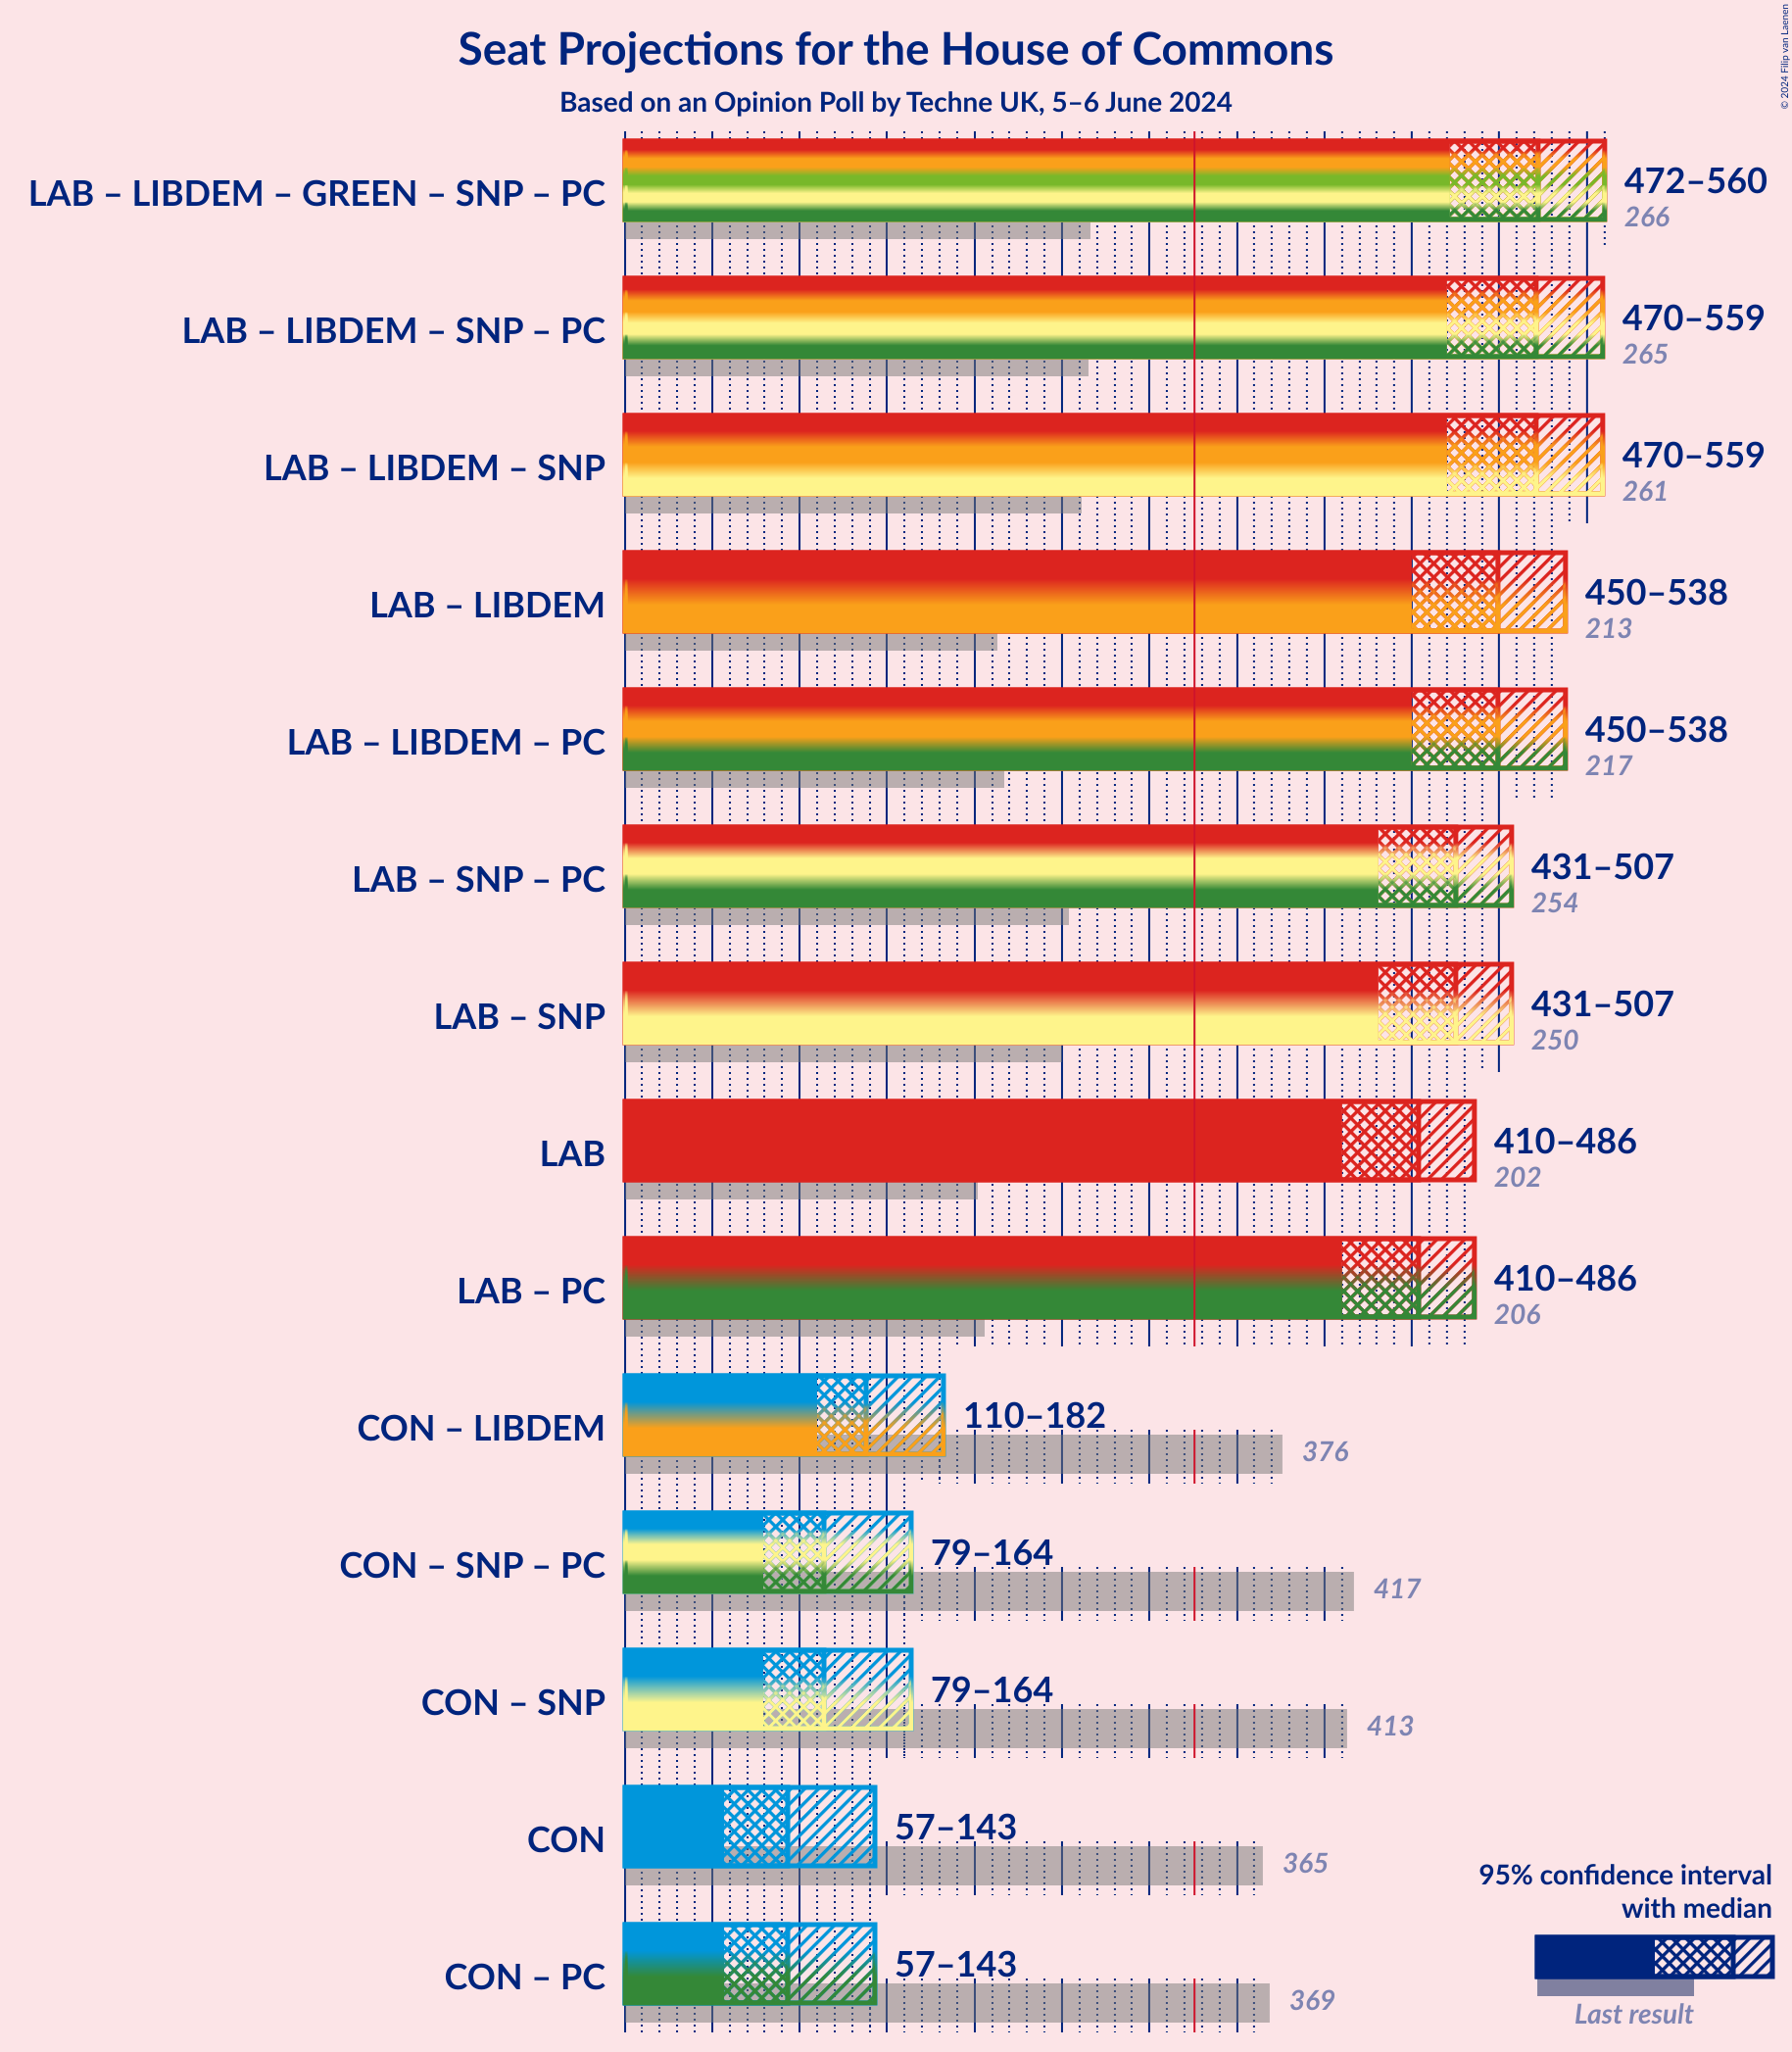 Seat Projections for the House of Commons
Based on an Opinion Poll by Techne UK, 5–6 June 2024
© 2024 Filip van Laenen
LAB – LIBDEM – GREEN – SNP – PC
472–560
266
LAB – LIBDEM – SNP – PC
470–559
265
LAB – LIBDEM – SNP
470–559
261
LAB – LIBDEM
450–538
213
LAB – LIBDEM – PC
450–538
217
LAB – SNP – PC
431–507
254
LAB – SNP
431–507
250
LAB
410–486
202
LAB – PC
410–486
206
CON – LIBDEM
110–182
376
CON – SNP – PC
79–164
417
CON – SNP
79–164
413
CON
57–143
365
CON – PC
57–143
369
95% confidence interval
with median
Last result